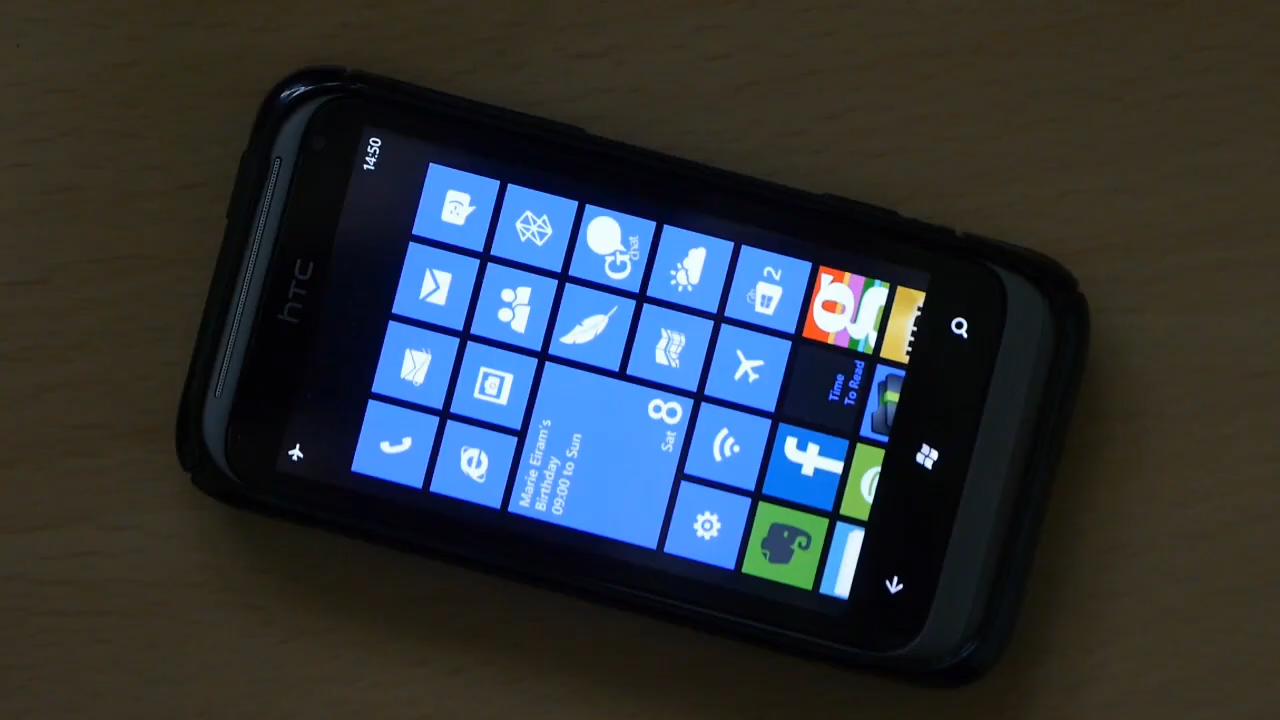 hTC
14:50
G chat
2
Marie Eiram's
Birthday
09:00 to Sun
8
Sat
g
Time
To Read
f